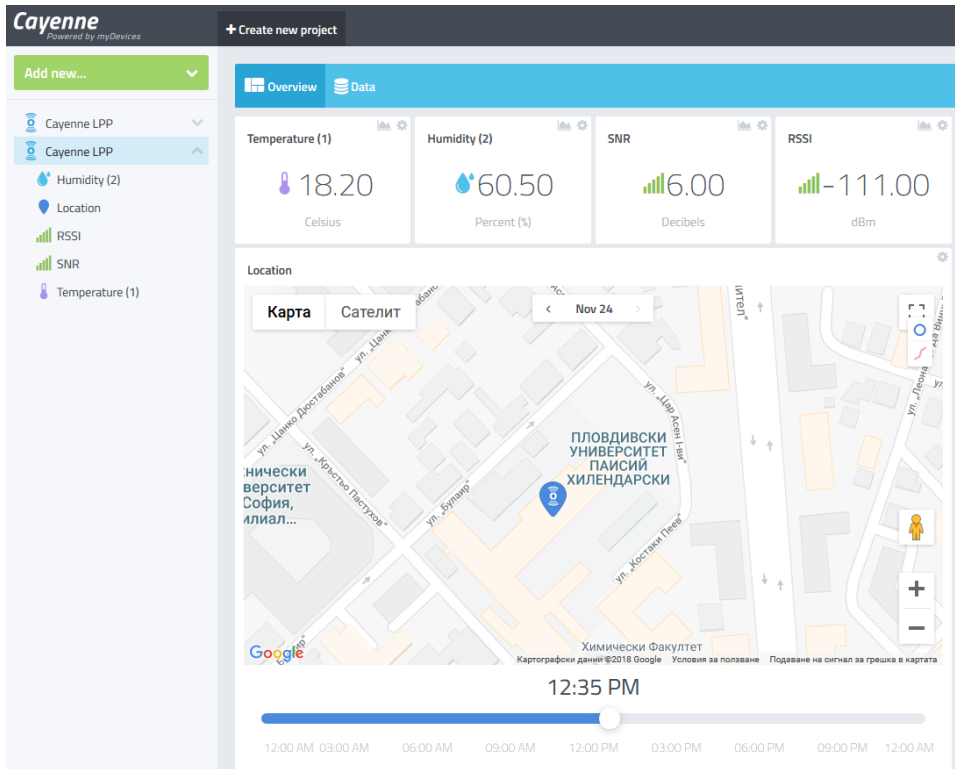 Cayenne
Powered by myDevices
+ Create new project
Add new...
Cayenne LPP
Cayenne LPP
Humidity (2)
Location
RSSI
SNR
Temperature (1)
Overview
Data
Temperature (1)
18.20
Celsius
Humidity (2)
60.50
Percent (%)
SNR
6.00
Decibels
RSSI
-111.00
dBm
Location
Карта
Сателит
Nov 24
ител"
ул. „Цанко Дюстабанов"
ул. „Цар Асен I-ви"
ул. „Кръстьо Пастухов"
ул. „Булаир"
ПЛОВДИВСКИ
УНИВЕРСИТЕТ
ПАИСИЙ
ХИЛЕНДАРСКИ
нически
верситет
София,
илиал...
ул. „Костаки Пеев"
Химически Факултет
Google
Картографски данни ©2018 Google
Условия за ползване
Подаване на сигнал за грешка в картата
12:35 PM
12:00 AM
03:00 AM
06:00 AM
09:00 AM
12:00 PM
03:00 PM
06:00 PM
09:00 PM
12:00 AM